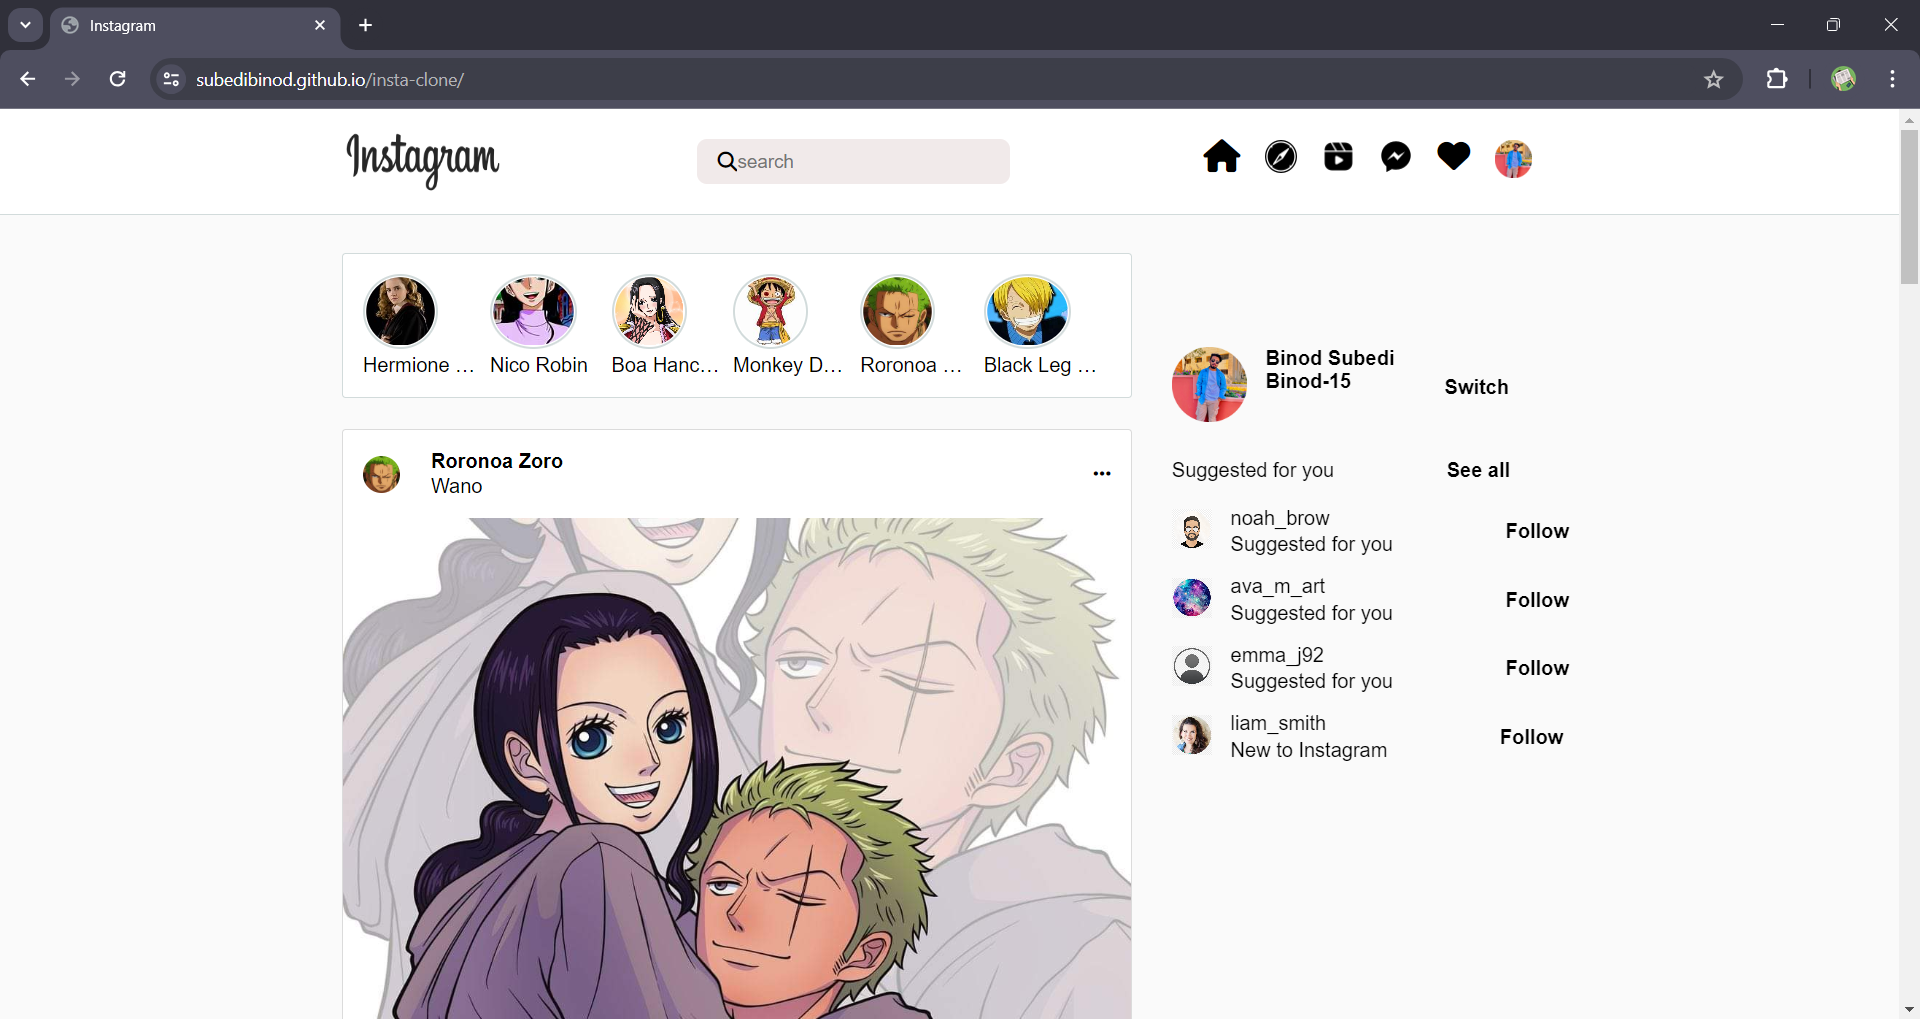 Instagram
subedibinod.github.io/insta-clone/
Instagram
search
Hermione ...
Nico Robin
Boa Hanc...
Monkey D...
Roronoa ...
Black Leg ...
Binod Subedi
Binod-15
Switch
Roronoa Zoro
Wano
Suggested for you
See all
noah_brow
Suggested for you
Follow
ava_m_art
Suggested for you
Follow
emma_j92
Suggested for you
Follow
liam_smith
New to Instagram
Follow